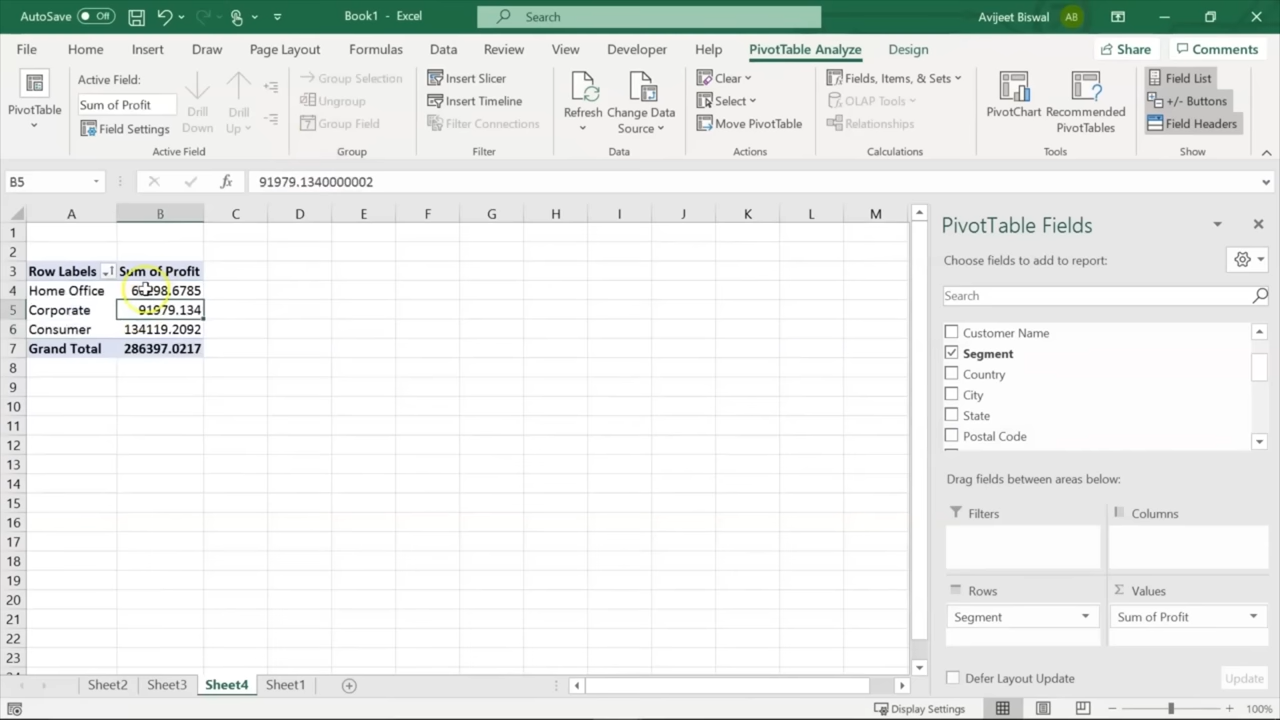 AutoSave Off Book1 - Excel Search Avijeet Biswal AB
File Home Insert Draw Page Layout Formulas Data Review View Developer Help PivotTable Analyze Design Share Comments
PivotTable
Active Field:
Sum of Profit
Field Settings
Drill Down
Drill Up
Active Field
Group Selection
Ungroup
Group Field
Group
Insert Slicer
Insert Timeline
Filter Connections
Filter
Refresh
Change Data Source
Data
Clear
Select
Move PivotTable
Actions
Fields, Items, & Sets
OLAP Tools
Relationships
Calculations
PivotChart
Recommended PivotTables
Tools
Field List
+/- Buttons
Field Headers
Show
B5 fx 91979.1340000002
A B C D E F G H I J K L M
1
2
3 Row Labels Sum of Profit
4 Home Office
5 Corporate 91979.134
6 Consumer 134119.2092
7 Grand Total 286397.0217
8
9
10
11
12
13
14
15
16
17
18
19
20
21
22
23
PivotTable Fields
Choose fields to add to report:
Search
Customer Name
Segment
Country
City
State
Postal Code
Drag fields between areas below:
Filters
Columns
Rows
Σ Values
Segment
Sum of Profit
Defer Layout Update
Update
Sheet2 Sheet3 Sheet4 Sheet1
Display Settings 100%